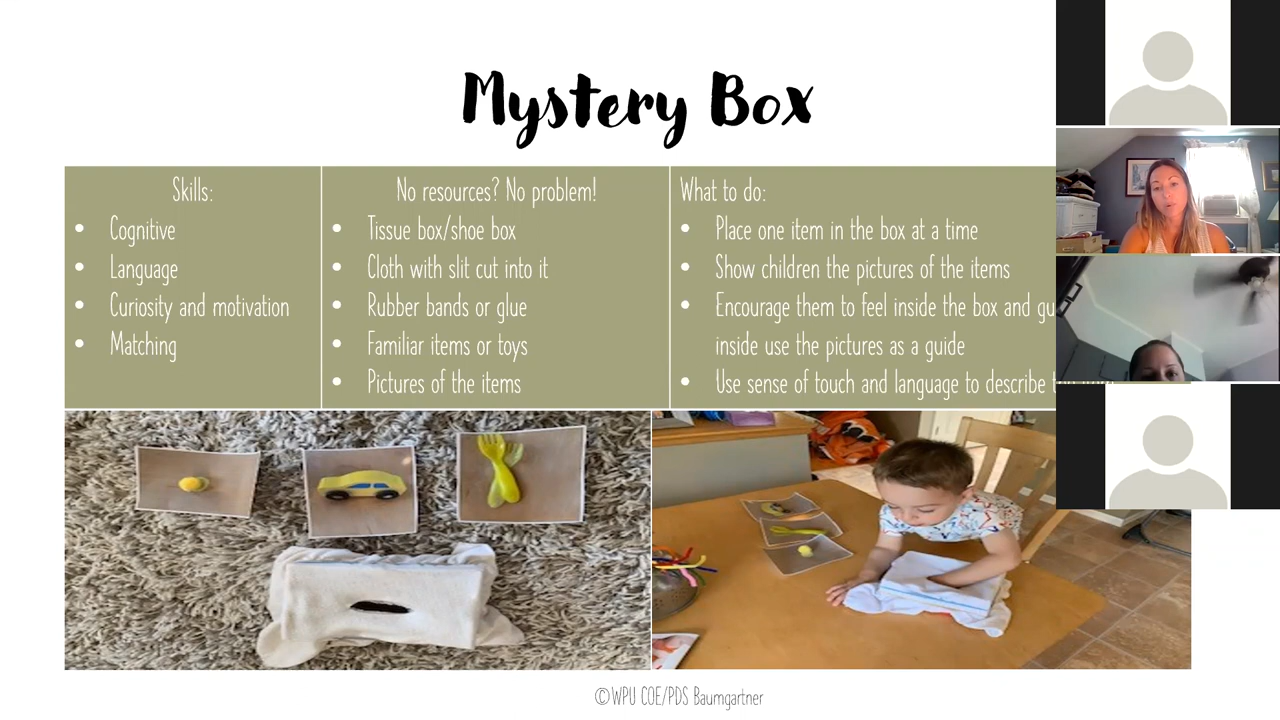 Mystery Box
Skills:
• Cognitive
• Language
• Curiosity and motivation
• Matching
No resources? No problem!
• Tissue box/shoe box
• Cloth with slit cut into it
• Rubber bands or glue
• Familiar items or toys
• Pictures of the items
What to do:
• Place one item in the box at a time
• Show children the pictures of the items
• Encourage them to feel inside the box and
inside use the pictures as a guide
• Use sense of touch and language to describe
©WPU COE/PDS Baumgartner